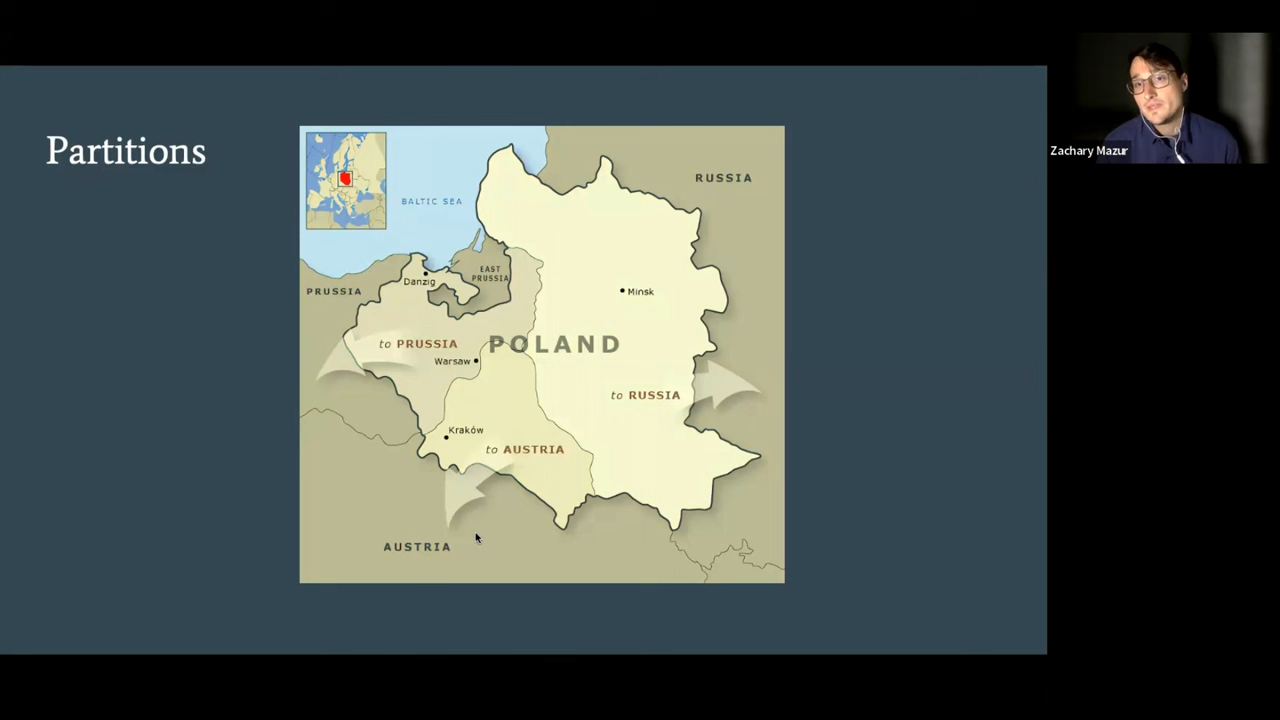 Partitions
RUSSIA
BALTIC SEA
EAST
PRUSSIA
Danzig
PRUSSIA
Minsk
to PRUSSIA
POLAND
Warsaw
to RUSSIA
Kraków
to AUSTRIA
AUSTRIA
Zachary Mazur